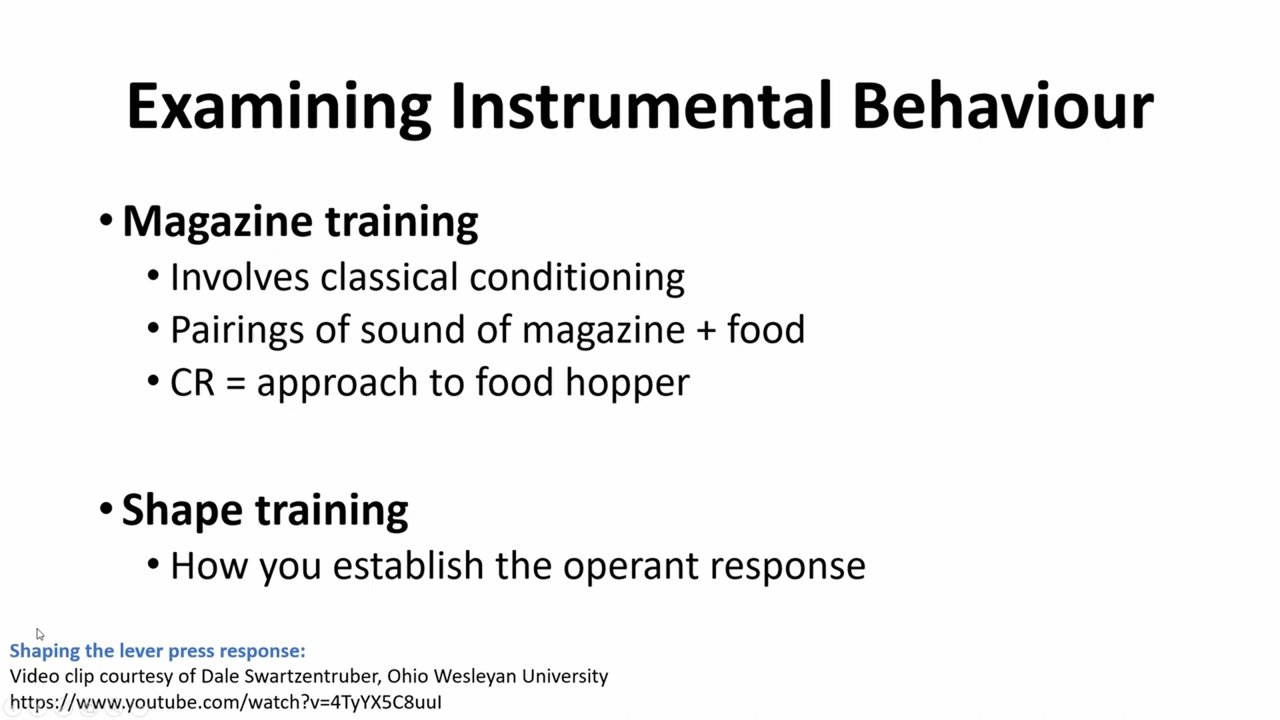 Examining Instrumental Behaviour
• Magazine training
• Involves classical conditioning
• Pairings of sound of magazine + food
• CR = approach to food hopper
• Shape training
• How you establish the operant response
Shaping the lever press response:
Video clip courtesy of Dale Swartzentruber, Ohio Wesleyan University
https://www.youtube.com/watch?v=4TyYX5C8uuI